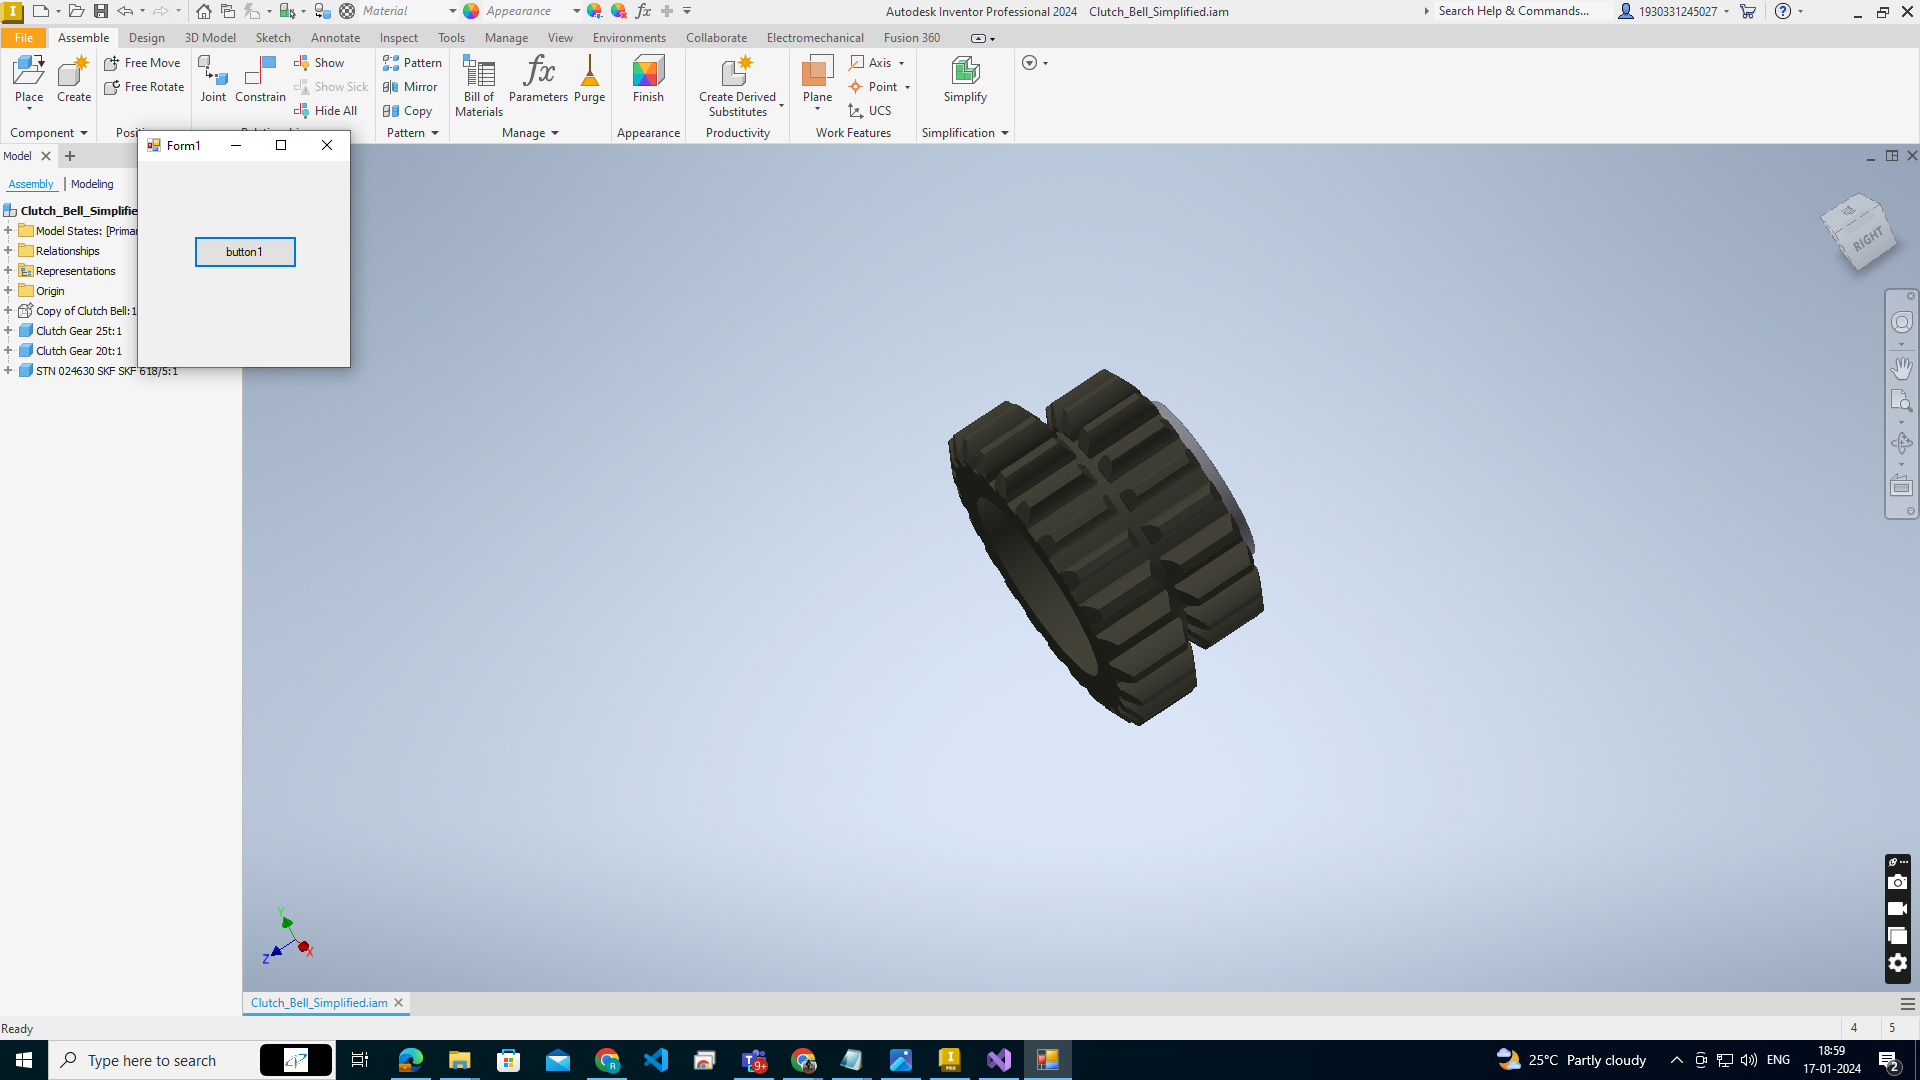 Material
Appearance
Autodesk Inventor Professional 2024 Clutch_Bell_Simplified.iam
Search Help & Commands...
1930331245027
File Assemble Design 3D Model Sketch Annotate Inspect Tools Manage View Environments Collaborate Electromechanical Fusion 360
Place
Create
Component
Free Move
Free Rotate
Joint
Constrain
Show
Show Sick
Hide All
Pattern
Mirror
Copy
Pattern
Bill of
Materials
Parameters
Purge
Manage
Finish
Appearance
Create Derived
Substitutes
Productivity
Plane
Axis
Point
UCS
Work Features
Simplify
Simplification
Form1
button1
Model
Assembly
Modeling
Clutch_Bell_Simplifie
Model States: [Primar
Relationships
Representations
Origin
Copy of Clutch Bell:1
Clutch Gear 25t:1
Clutch Gear 20t:1
STN 024630 SKF SKF 618/5:1
RIGHT
Y
Z
X
Clutch_Bell_Simplified.iam
Ready
4
5
Type here to search
9+
25°C Partly cloudy
ENG
18:59
17-01-2024
2